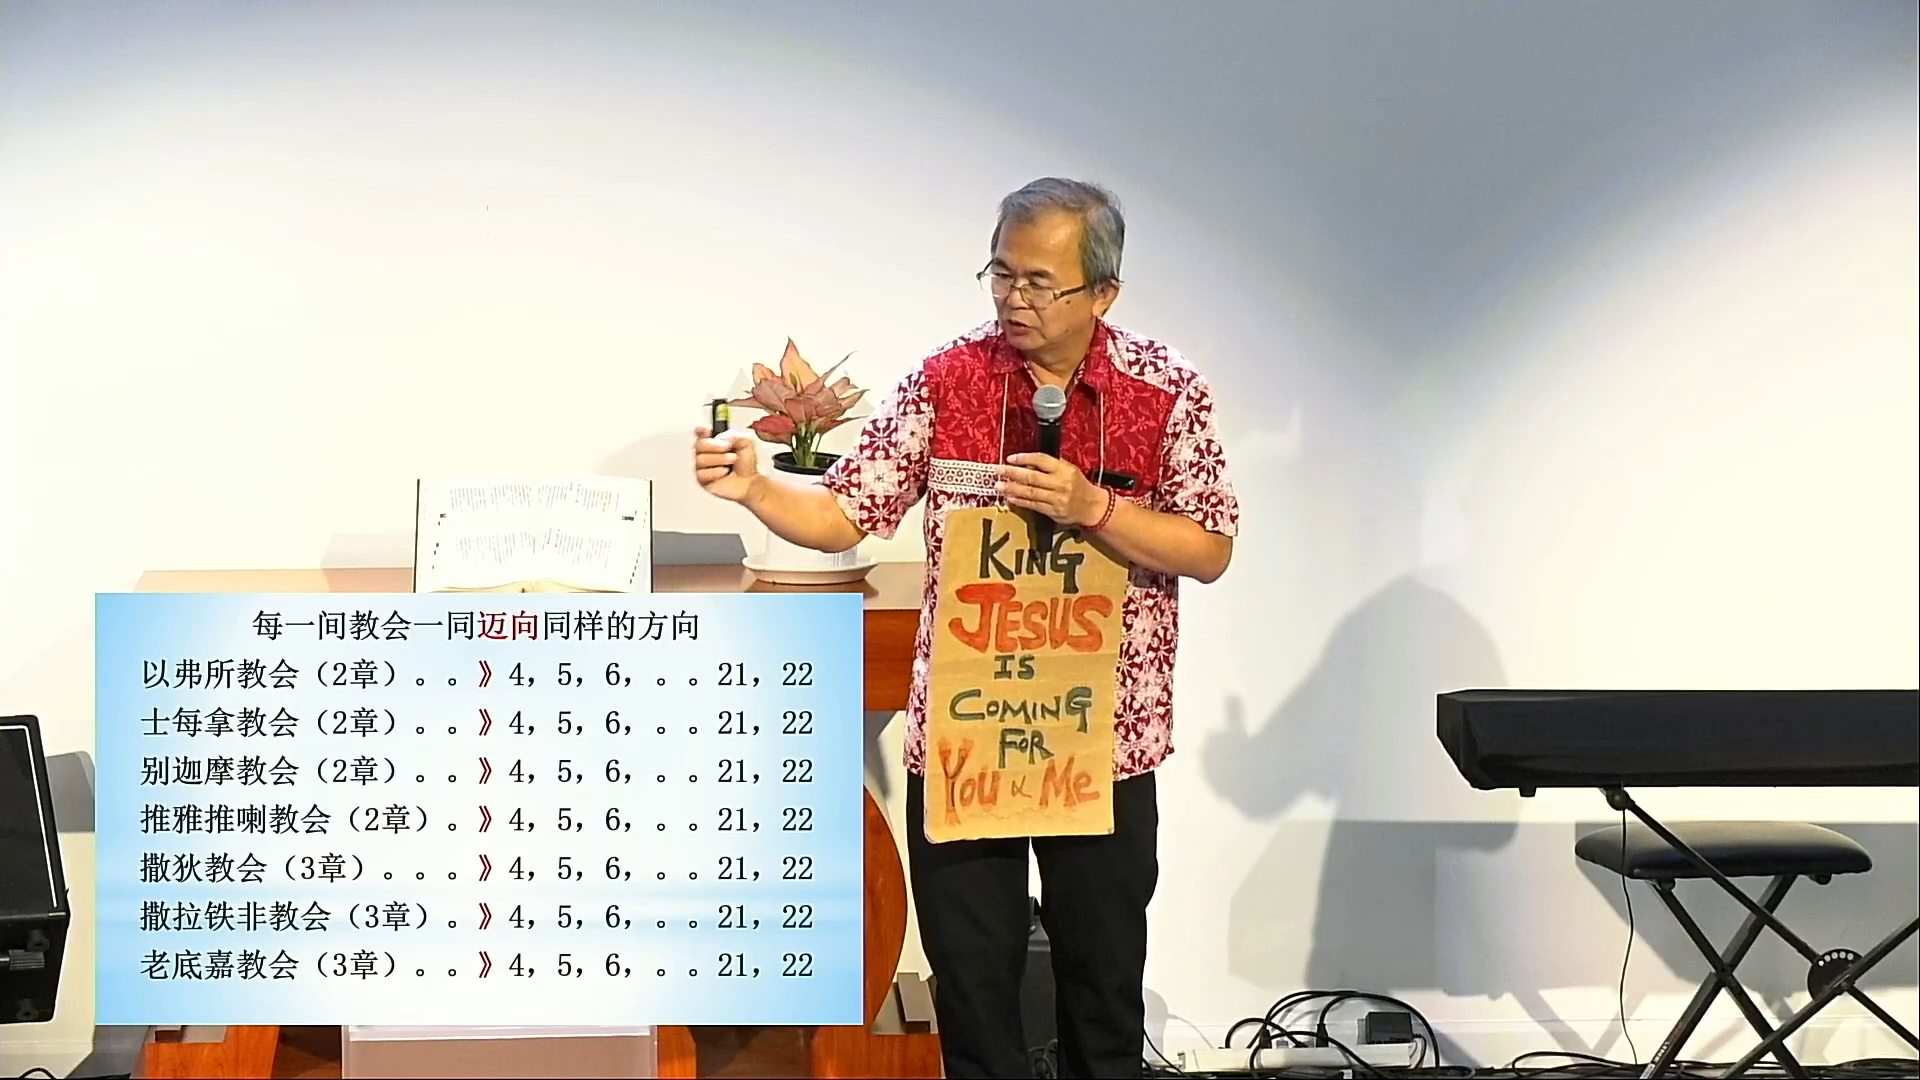 每一间教会一同迈向同样的方向
以弗所教会（2章）。。》4，5，6，。。21，22
士每拿教会（2章）。。》4，5，6，。。21，22
别迦摩教会（2章）。。》4，5，6，。。21，22
推雅推喇教会（2章）。》4，5，6，。。21，22
撒狄教会（3章）。。。》4，5，6，。。21，22
撒拉铁非教会（3章）。》4，5，6，。。21，22
老底嘉教会（3章）。。》4，5，6，。。21，22
KING
JESUS
IS
COMING
FOR
YOU & ME